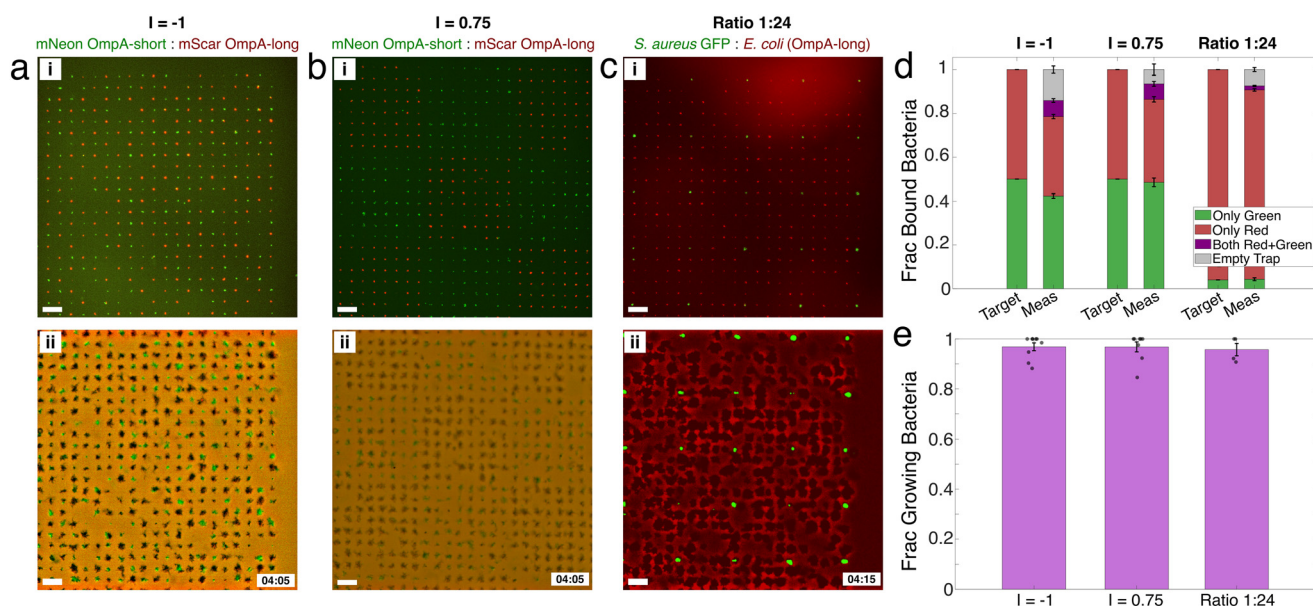 I = -1
mNeon OmpA-short : mScar OmpA-long
a
i
ii
04:05
I = 0.75
mNeon OmpA-short : mScar OmpA-long
b
i
ii
04:05
Ratio 1:24
S. aureus GFP : E. coli (OmpA-long)
c
i
ii
04:15
d
I = -1
I = 0.75
Ratio 1:24
Frac Bound Bacteria
1
0.8
0.6
0.4
0.2
0
Only Green
Only Red
Both Red+Green
Empty Trap
Target
Meas
Target
Meas
Target
Meas
e
Frac Growing Bacteria
1
0.8
0.6
0.4
0.2
0
I = -1
I = 0.75
Ratio 1:24